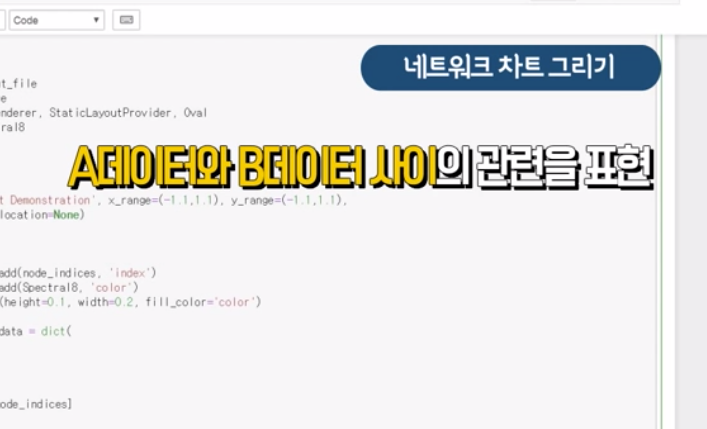 Code
네트워크 차트 그리기
t_file
e
nderer, StaticLayoutProvider, Oval
ral8
A데이터와 B데이터 사이의 관련을 표현
t Demonstration', x_range=(-1.1,1.1), y_range=(-1.1,1.1),
location=None)
add(node_indices, 'index')
add(Spectral8, 'color')
(height=0.1, width=0.2, fill_color='color')
data = dict(
ode_indices]